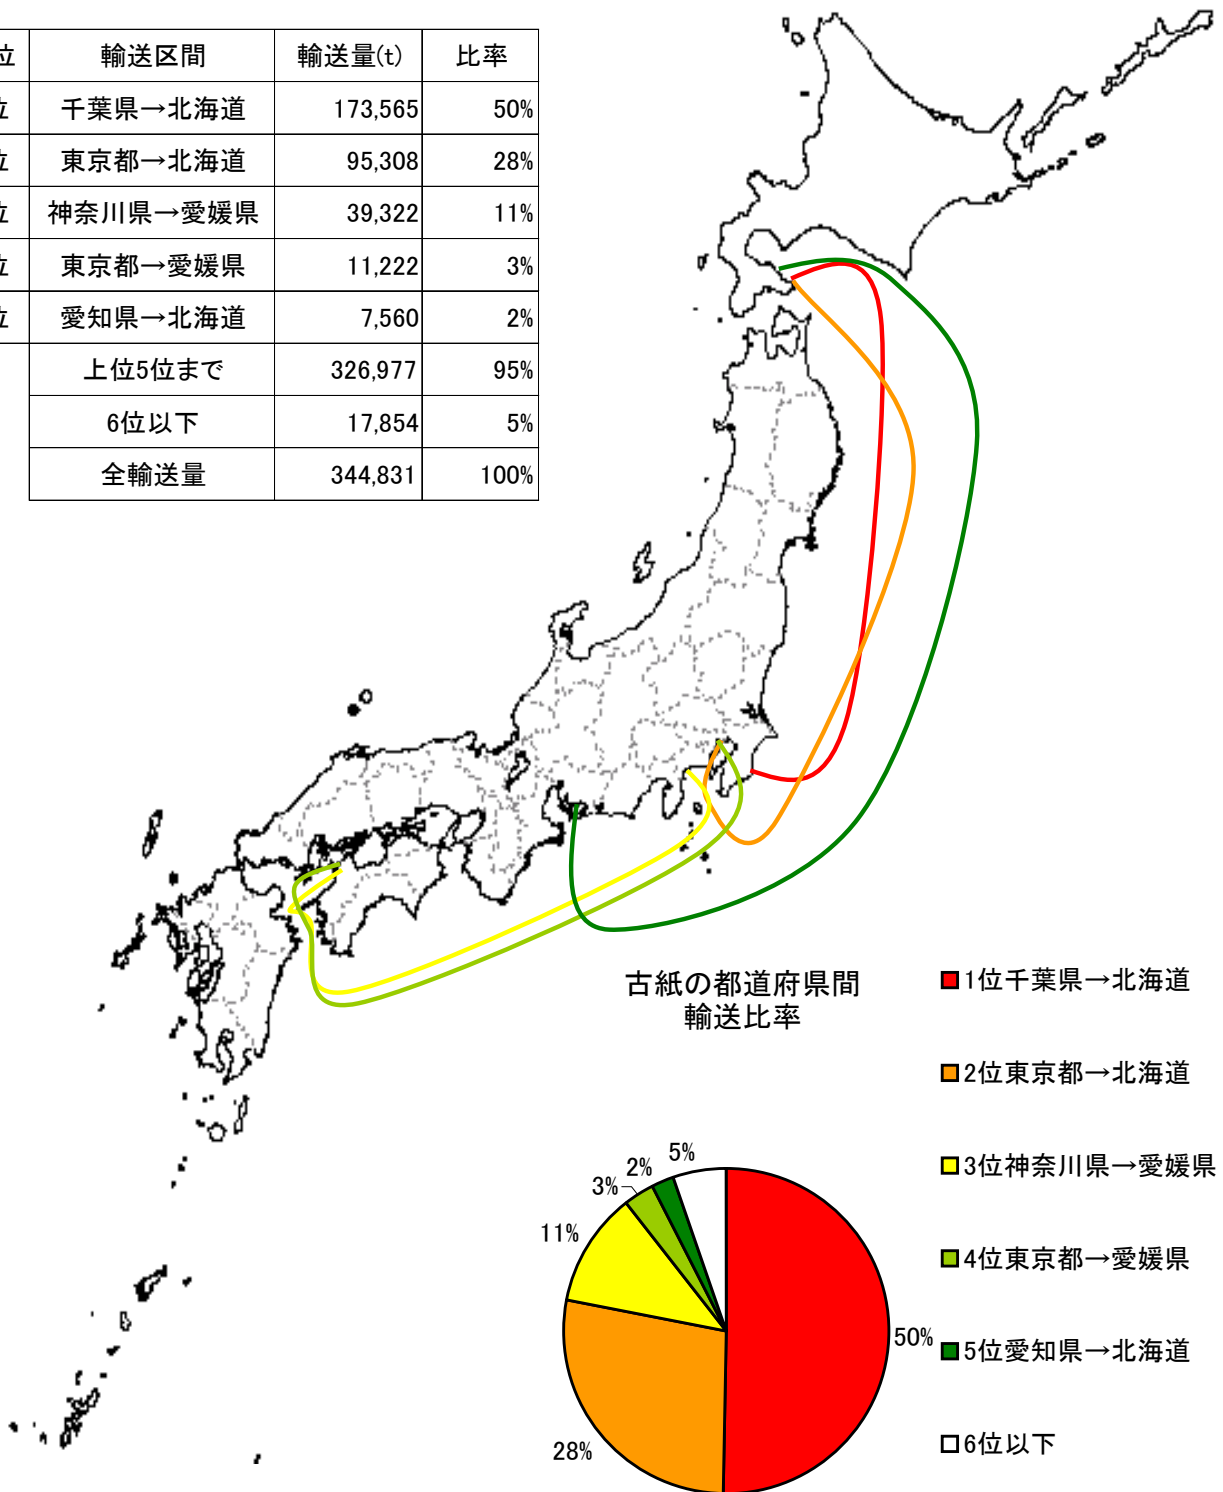 位 輸送区間 輸送量(t) 比率
位 千葉県→北海道 173,565 50%
位 東京都→北海道 95,308 28%
位 神奈川県→愛媛県 39,322 11%
位 東京都→愛媛県 11,222 3%
位 愛知県→北海道 7,560 2%
上位5位まで 326,977 95%
6位以下 17,854 5%
全輸送量 344,831 100%
古紙の都道府県間
輸送比率
1位千葉県→北海道
2位東京都→北海道
3位神奈川県→愛媛県
4位東京都→愛媛県
5位愛知県→北海道
6位以下
5%
2%
3%
11%
50%
28%